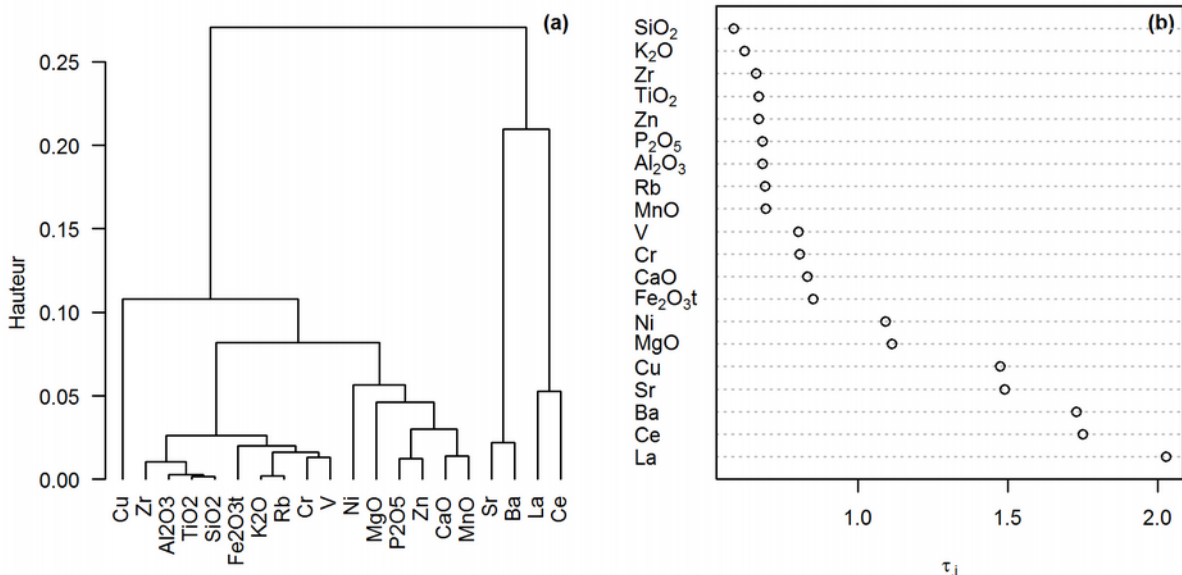 (a)
Hauteur
0.25
0.20
0.15
0.10
0.05
0.00
Cu
Zr
Al2O3
TiO2
SiO2
Fe2O3t
K2O
Rb
Cr
V
Ni
MgO
P2O5
Zn
CaO
MnO
Sr
Ba
La
Ce
(b)
SiO₂
K₂O
Zr
TiO₂
Zn
P₂O₅
Al₂O₃
Rb
MnO
V
Cr
CaO
Fe₂O₃t
Ni
MgO
Cu
Sr
Ba
Ce
La
1.0 1.5 2.0
τ i